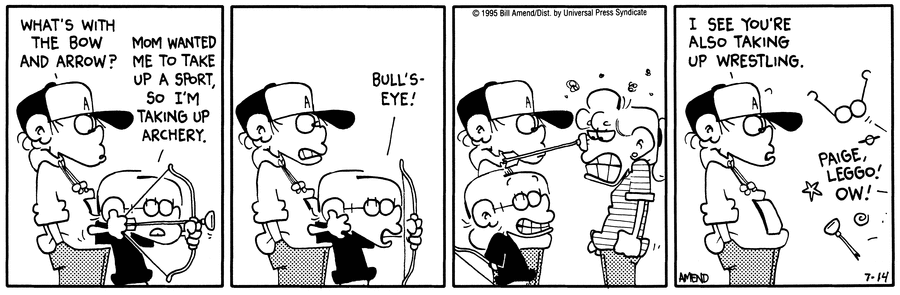 WHAT'S WITH
THE BOW
AND ARROW?
MOM WANTED
ME TO TAKE
UP A SPORT,
SO I'M
TAKING UP
ARCHERY.
A
BULL'S-
EYE!
A
© 1995 Bill Amend/Dist. by Universal Press Syndicate
A
I SEE YOU'RE
ALSO TAKING
UP WRESTLING.
A
PAIGE,
LEGGO!
OW!
AMEND
7-14